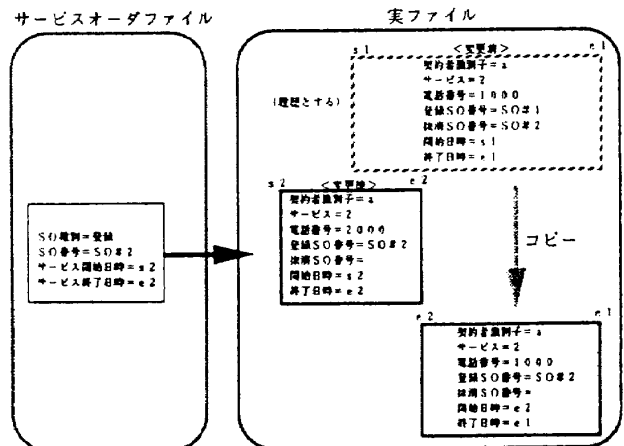 サービスオーダファイル
実ファイル
s1 <変更前> e1
契約者識別子=a
サービス=2
電話番号=1000
登録SO番号=SO#1
抹消SO番号=SO#2
開始日時=s1
終了日時=e1
(履歴とする)
s2 <変更後> e2
契約者識別子=a
サービス=2
電話番号=2000
登録SO番号=SO#2
抹消SO番号=
開始日時=s2
終了日時=e2
SO種別=登録
SO番号=SO#2
サービス開始日時=s2
サービス終了日時=e2
コピー
e2 e1
契約者識別子=a
サービス=2
電話番号=1000
登録SO番号=SO#2
抹消SO番号=
開始日時=e2
終了日時=e1